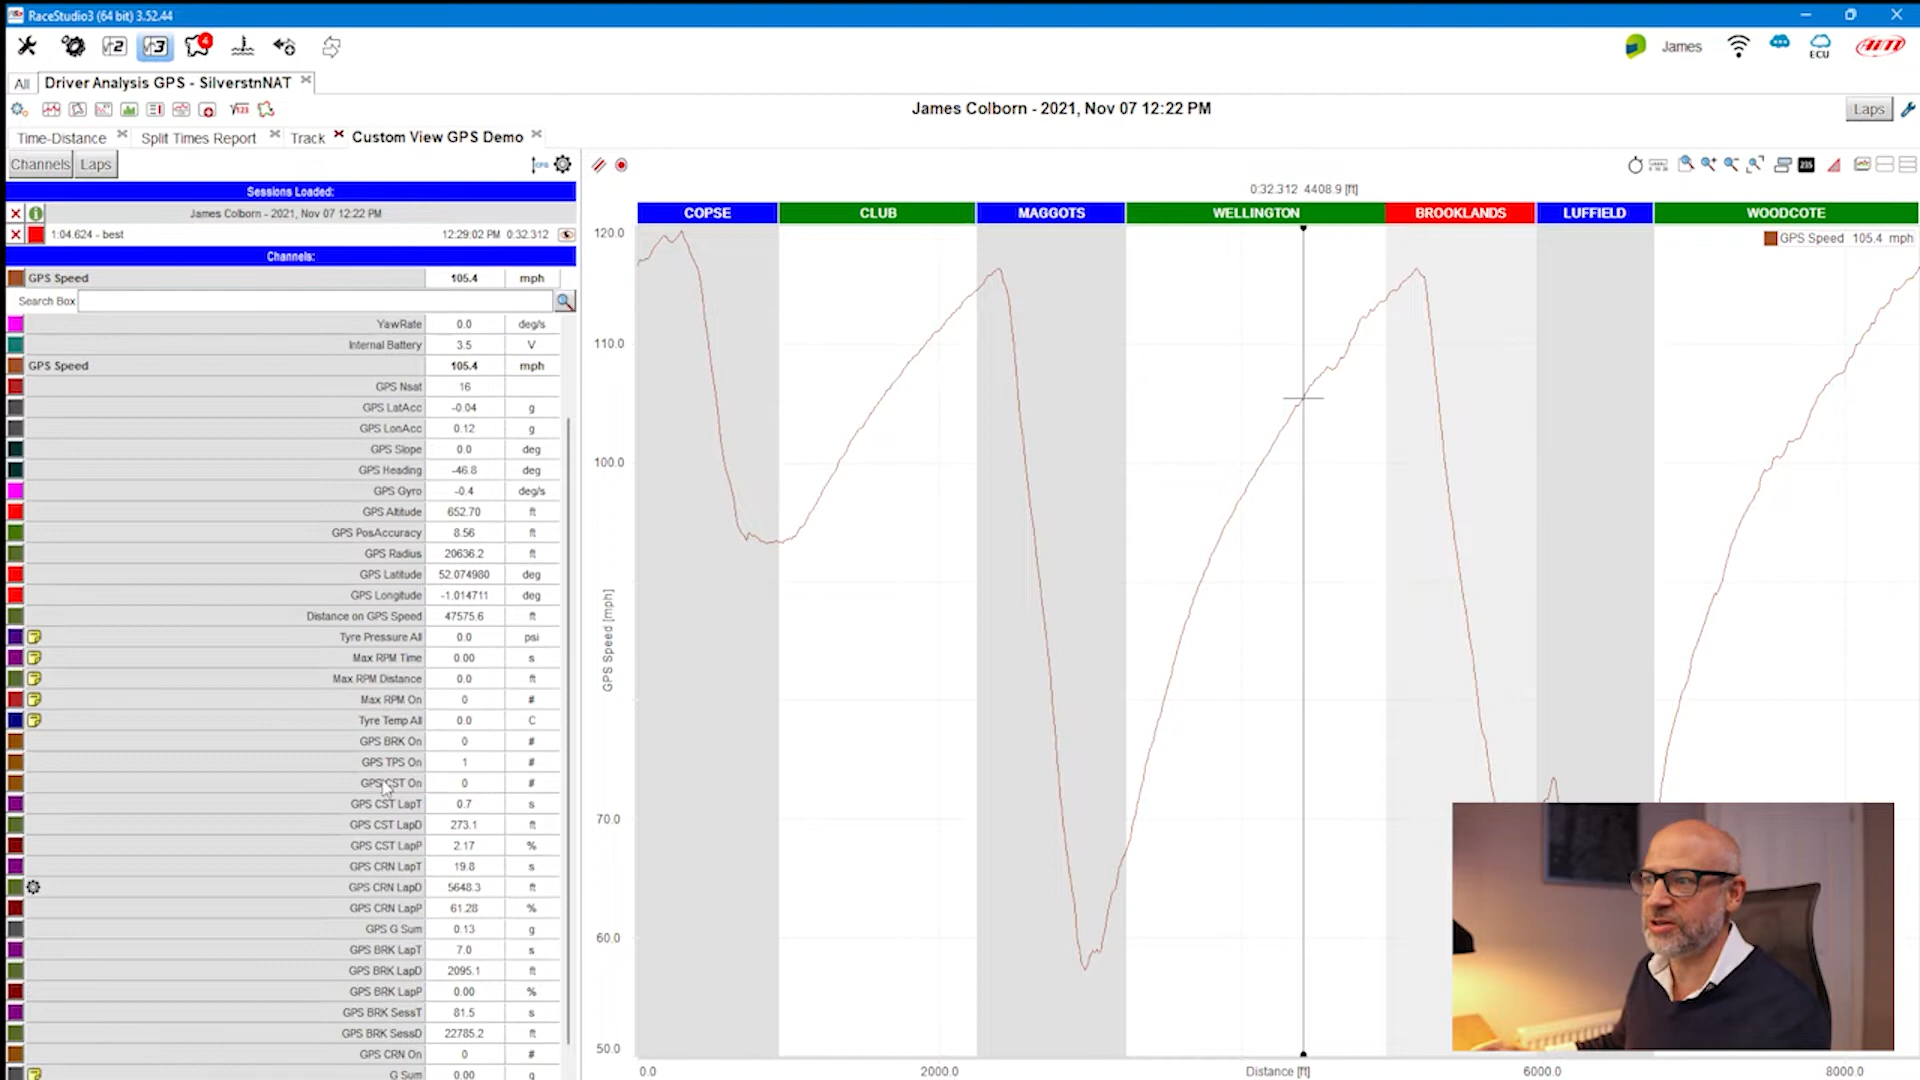 RaceStudio3 (64 bit) 3.52.44
2 3 4 James ECU AiM
All Driver Analysis GPS - SilverstnNAT
James Colborn - 2021, Nov 07 12:22 PM Laps
Time-Distance Split Times Report Track Custom View GPS Demo
Channels Laps
Sessions Loaded:
James Colborn - 2021, Nov 07 12:22 PM
1:04.624 - best 12:29:02 PM 0:32.312
Channels:
GPS Speed 105.4 mph
Search Box
YawRate 0.0 deg/s
Internal Battery 3.5 V
GPS Speed 105.4 mph
GPS Nsat 16
GPS LatAcc -0.04 g
GPS LonAcc 0.12 g
GPS Slope 0.0 deg
GPS Heading -46.8 deg
GPS Gyro -0.4 deg/s
GPS Altitude 652.70 ft
GPS PosAccuracy 8.56 ft
GPS Radius 20636.2 ft
GPS Latitude 52.074980 deg
GPS Longitude -1.014711 deg
Distance on GPS Speed 47575.6 ft
Tyre Pressure All 0.0 psi
Max RPM Time 0.00 s
Max RPM Distance 0.0 ft
Max RPM On 0 #
Tyre Temp All 0.0 C
GPS BRK On 0 #
GPS TPS On 1 #
GPS CST On 0 #
GPS CST LapT 0.7 s
GPS CST LapD 273.1 ft
GPS CST LapP 2.17 %
GPS CRN LapT 19.8 s
GPS CRN LapD 5648.3 ft
GPS CRN LapP 61.28 %
GPS G Sum 0.13 g
GPS BRK LapT 7.0 s
GPS BRK LapD 2095.1 ft
GPS BRK LapP 0.00 %
GPS BRK SessT 81.5 s
GPS BRK SessD 22785.2 ft
GPS CRN On 0 #
G Sum 0.00 g
0:32.312 4408.9 [ft]
COPSE CLUB MAGGOTS WELLINGTON BROOKLANDS LUFFIELD WOODCOTE
GPS Speed 105.4 mph
120.0
110.0
100.0
GPS Speed [mph]
70.0
60.0
50.0
0.0 2000.0 Distance [ft] 6000.0 8000.0